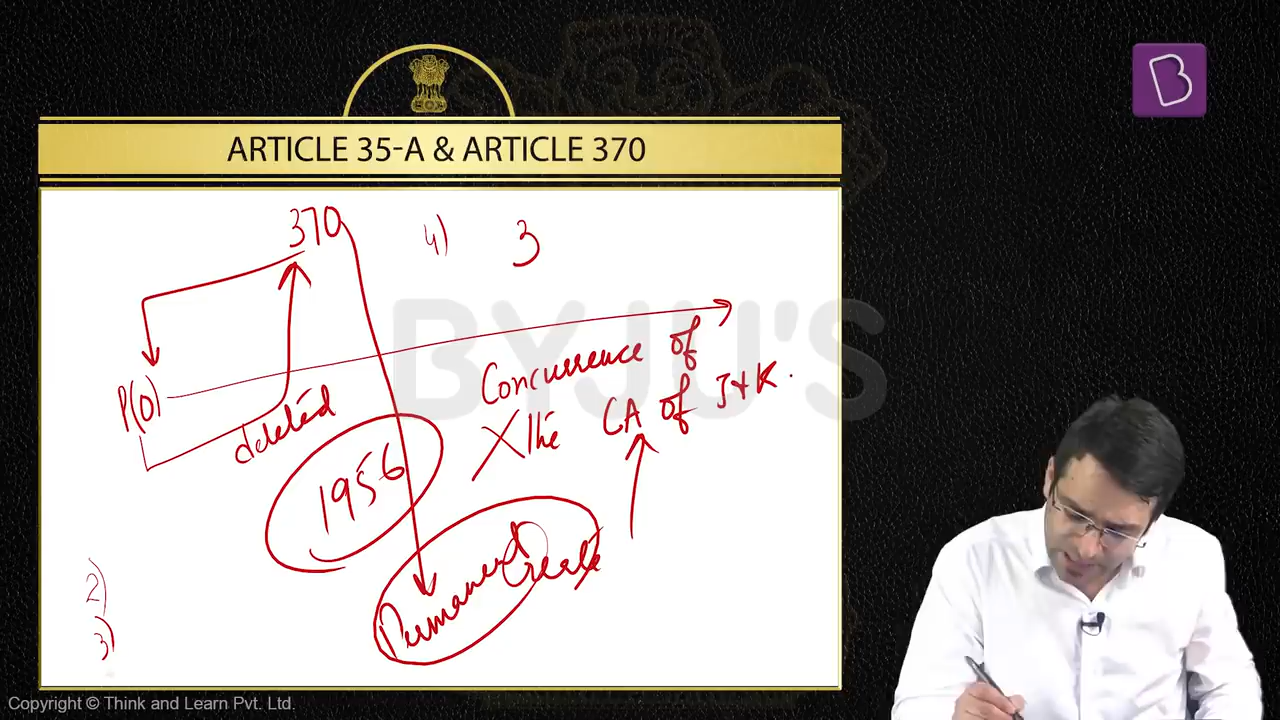 ARTICLE 35-A & ARTICLE 370
370
4) 3
BYJU'S
P(O)
deleted
Concurrence of
X The CA of J+K.
1956
Permanent
2)
3)
Copyright © Think and Learn Pvt. Ltd.